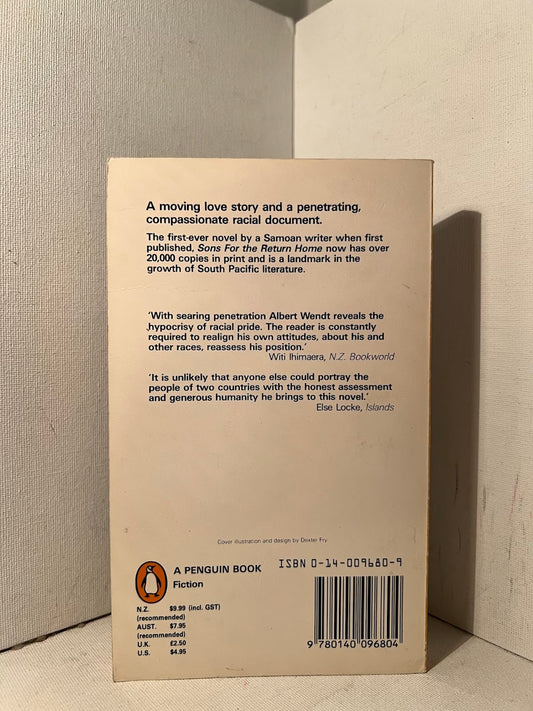 A moving love story and a penetrating,
compassionate racial document.
The first-ever novel by a Samoan writer when first
published, Sons For the Return Home now has over
20,000 copies in print and is a landmark in the
growth of South Pacific literature.
‘With searing penetration Albert Wendt reveals the
hypocrisy of racial pride. The reader is constantly
required to realign his own attitudes, about his and
other races, reassess his position.’
Witi Ihimaera, N.Z. Bookworld
‘It is unlikely that anyone else could portray the
people of two countries with the honest assessment
and generous humanity he brings to this novel.’
Else Locke, Islands
Cover illustration and design by Dexter Fry
A PENGUIN BOOK
Fiction
ISBN 0-14-009680-9
N.Z. $9.99 (incl. GST)
(recommended)
AUST. $7.95
(recommended)
U.K. £2.50
U.S. $4.95
9 780140 096804